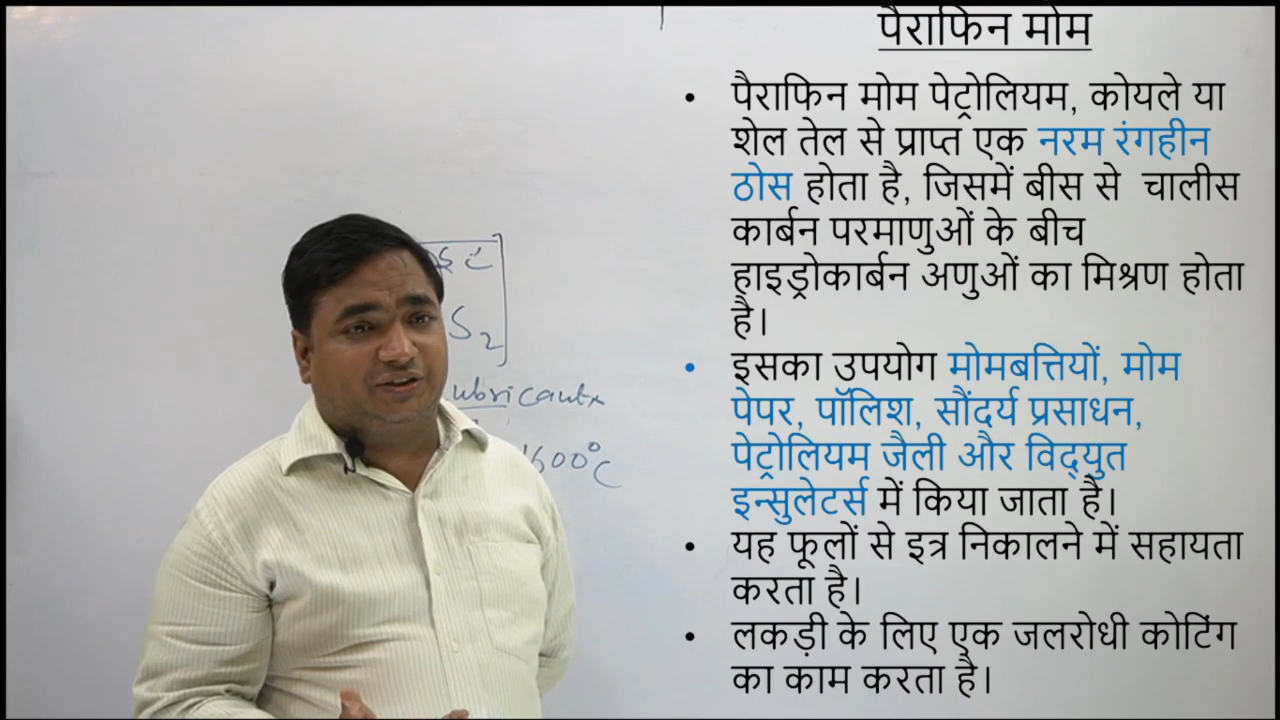 पैराफिन मोम
• पैराफिन मोम पेट्रोलियम, कोयले या
शेल तेल से प्राप्त एक नरम रंगहीन
ठोस होता है, जिसमें बीस से चालीस
कार्बन परमाणुओं के बीच
हाइड्रोकार्बन अणुओं का मिश्रण होता
है।
• इसका उपयोग मोमबत्तियों, मोम
पेपर, पॉलिश, सौंदर्य प्रसाधन,
पेट्रोलियम जैली और विद्युत
इन्सुलेटर्स में किया जाता है।
• यह फूलों से इत्र निकालने में सहायता
करता है।
• लकड़ी के लिए एक जलरोधी कोटिंग
का काम करता है।
S2
ubricants
1600°C